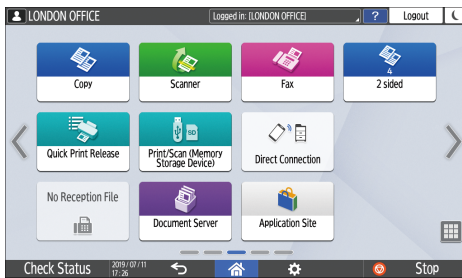 LONDON OFFICE
Logged in: [LONDON OFFICE]
?
Logout
Copy
Scanner
Fax
4
2 sided
Quick Print Release
SD
Print/Scan (Memory
Storage Device)
Direct Connection
No Reception File
Document Server
Application Site
Check Status
2019/07/11
17:26
Stop